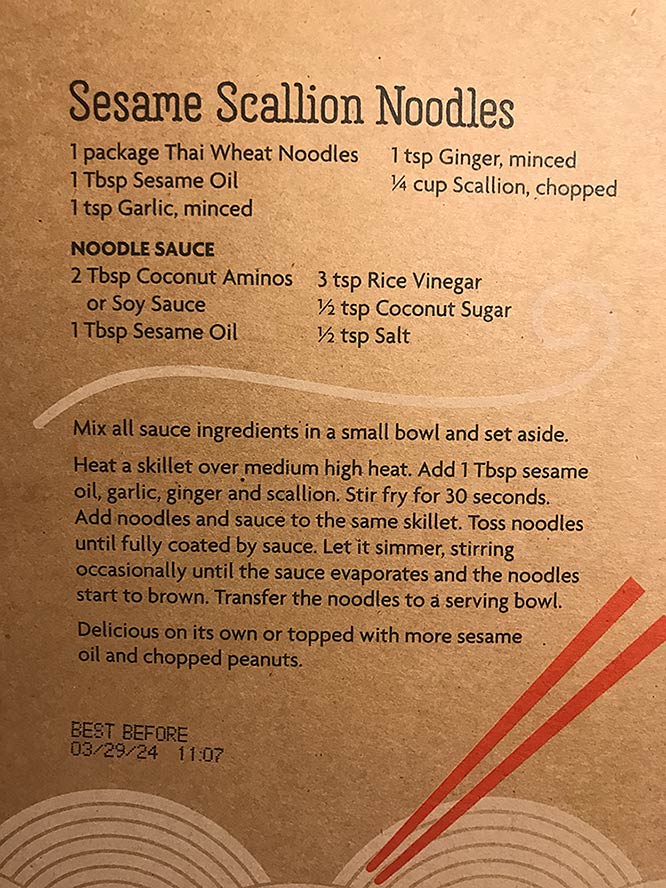 Sesame Scallion Noodles
1 package Thai Wheat Noodles
1 Tbsp Sesame Oil
1 tsp Garlic, minced
1 tsp Ginger, minced
¼ cup Scallion, chopped
NOODLE SAUCE
2 Tbsp Coconut Aminos
or Soy Sauce
1 Tbsp Sesame Oil
3 tsp Rice Vinegar
½ tsp Coconut Sugar
½ tsp Salt
Mix all sauce ingredients in a small bowl and set aside.
Heat a skillet over medium high heat. Add 1 Tbsp sesame
oil, garlic, ginger and scallion. Stir fry for 30 seconds.
Add noodles and sauce to the same skillet. Toss noodles
until fully coated by sauce. Let it simmer, stirring
occasionally until the sauce evaporates and the noodles
start to brown. Transfer the noodles to a serving bowl.
Delicious on its own or topped with more sesame
oil and chopped peanuts.
BEST BEFORE
03/29/24 11:07